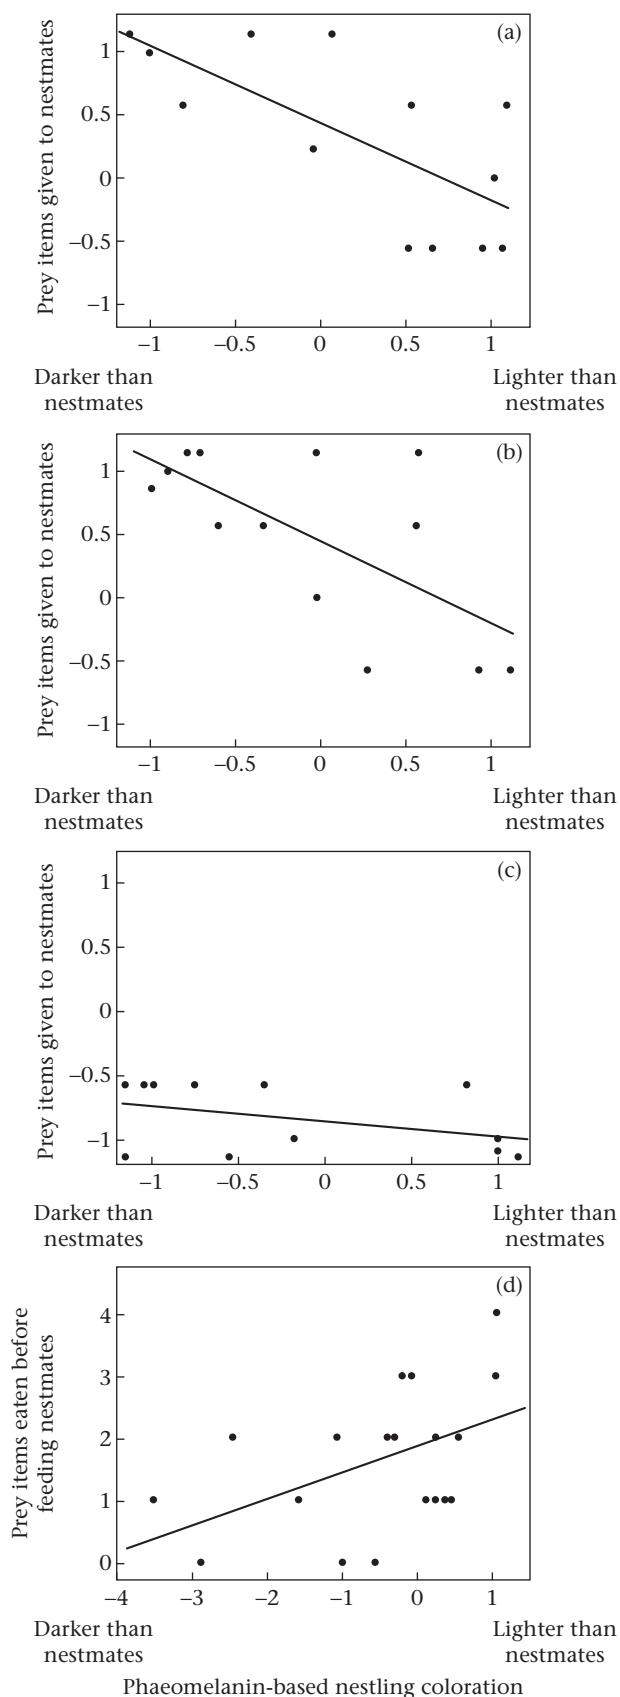 (a)
Prey items given to nestmates
1
0.5
0
–0.5
–1
–1 –0.5 0 0.5 1
Darker than nestmates
Lighter than nestmates
(b)
Prey items given to nestmates
1
0.5
0
–0.5
–1
–1 –0.5 0 0.5 1
Darker than nestmates
Lighter than nestmates
(c)
Prey items given to nestmates
1
0.5
0
–0.5
–1
–1 –0.5 0 0.5 1
Darker than nestmates
Lighter than nestmates
(d)
Prey items eaten before
feeding nestmates
4
3
2
1
0
–4 –3 –2 –1 0 1
Darker than nestmates
Lighter than nestmates
Phaeomelanin-based nestling coloration